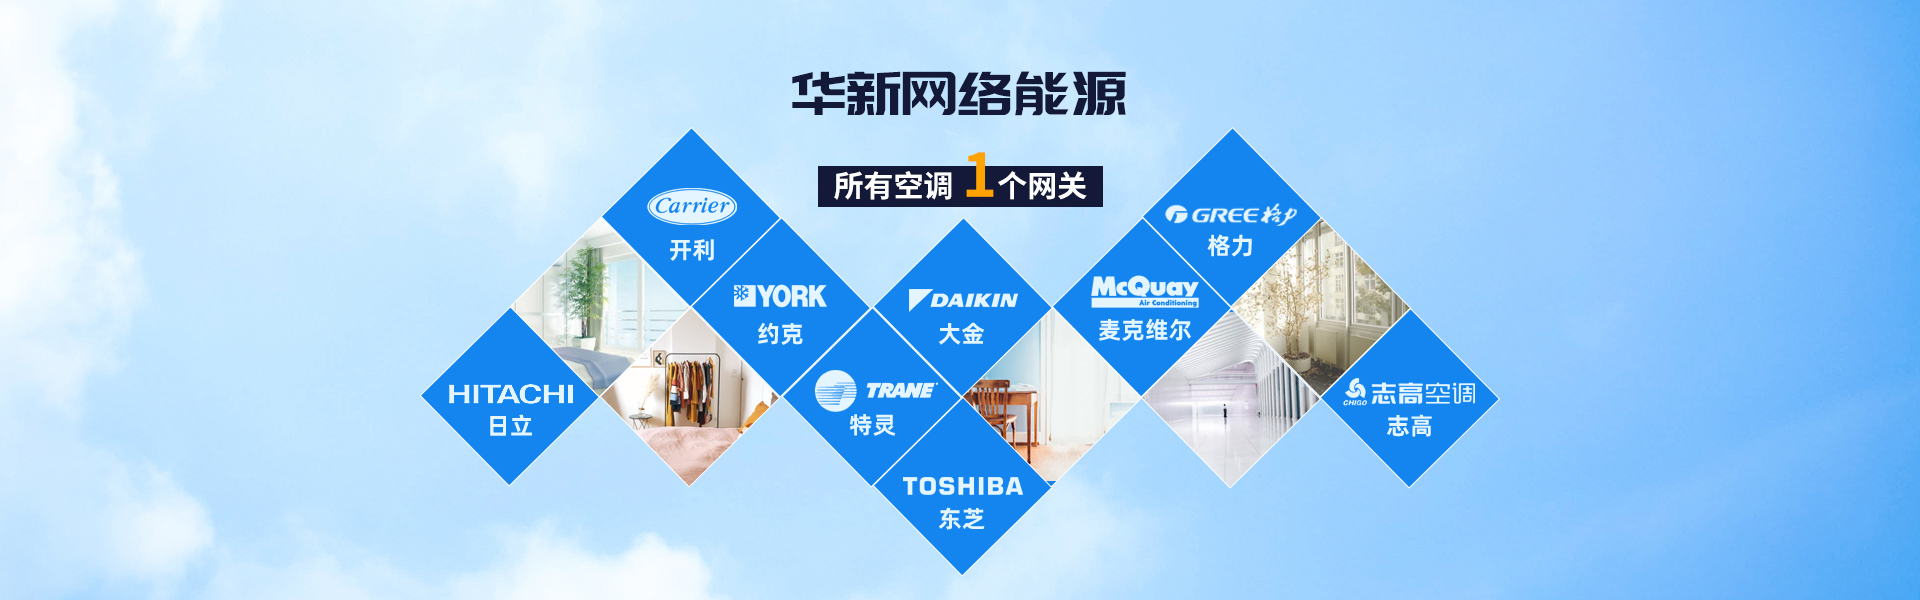 华新网络能源
所有空调 1 个网关
Carrier
开利
GREE 格力
格力
YORK
约克
DAIKIN
大金
McQuay
Air Conditioning
麦克维尔
HITACHI
日立
TRANE
特灵
CHIGO 志高空调
志高
TOSHIBA
东芝